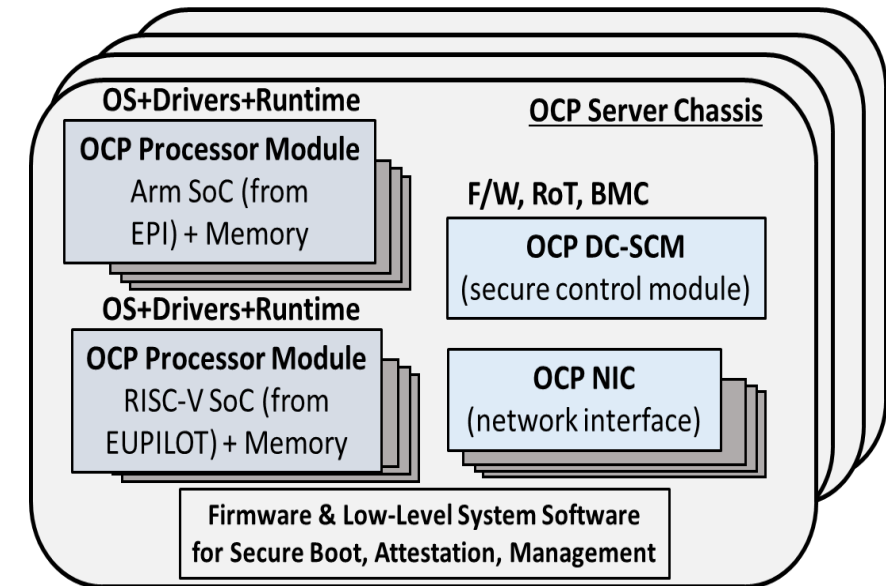 OS+Drivers+Runtime
OCP Server Chassis
OCP Processor Module
Arm SoC (from
EPI) + Memory
F/W, RoT, BMC
OCP DC-SCM
(secure control module)
OS+Drivers+Runtime
OCP Processor Module
RISC-V SoC (from
EUPILOT) + Memory
OCP NIC
(network interface)
Firmware & Low-Level System Software
for Secure Boot, Attestation, Management